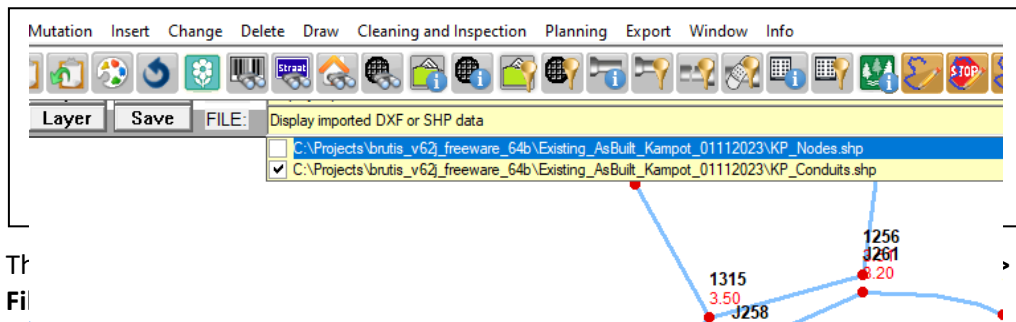 Mutation Insert Change Delete Draw Cleaning and Inspection Planning Export Window Info
Straat STOP
Layer Save FILE: Display imported DXF or SHP data
C:\Projects\brutis_v62j_freeware_64b\Existing_AsBuilt_Kampot_01112023\KP_Nodes.shp
C:\Projects\brutis_v62j_freeware_64b\Existing_AsBuilt_Kampot_01112023\KP_Conduits.shp
1256
J261
3.20
>
1315
3.50
J258